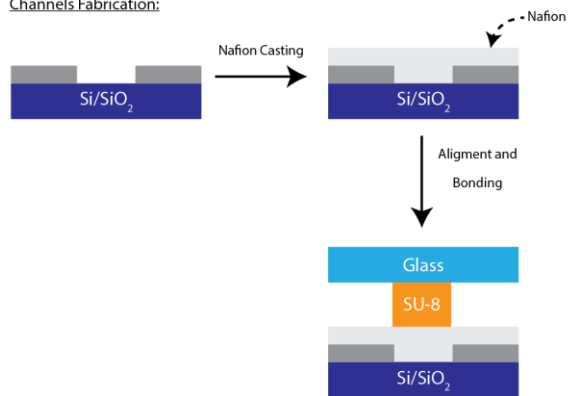 Channels Fabrication:
Nafion
Nafion Casting
Si/SiO2
Si/SiO2
Aligment and
Bonding
Glass
SU-8
Si/SiO2